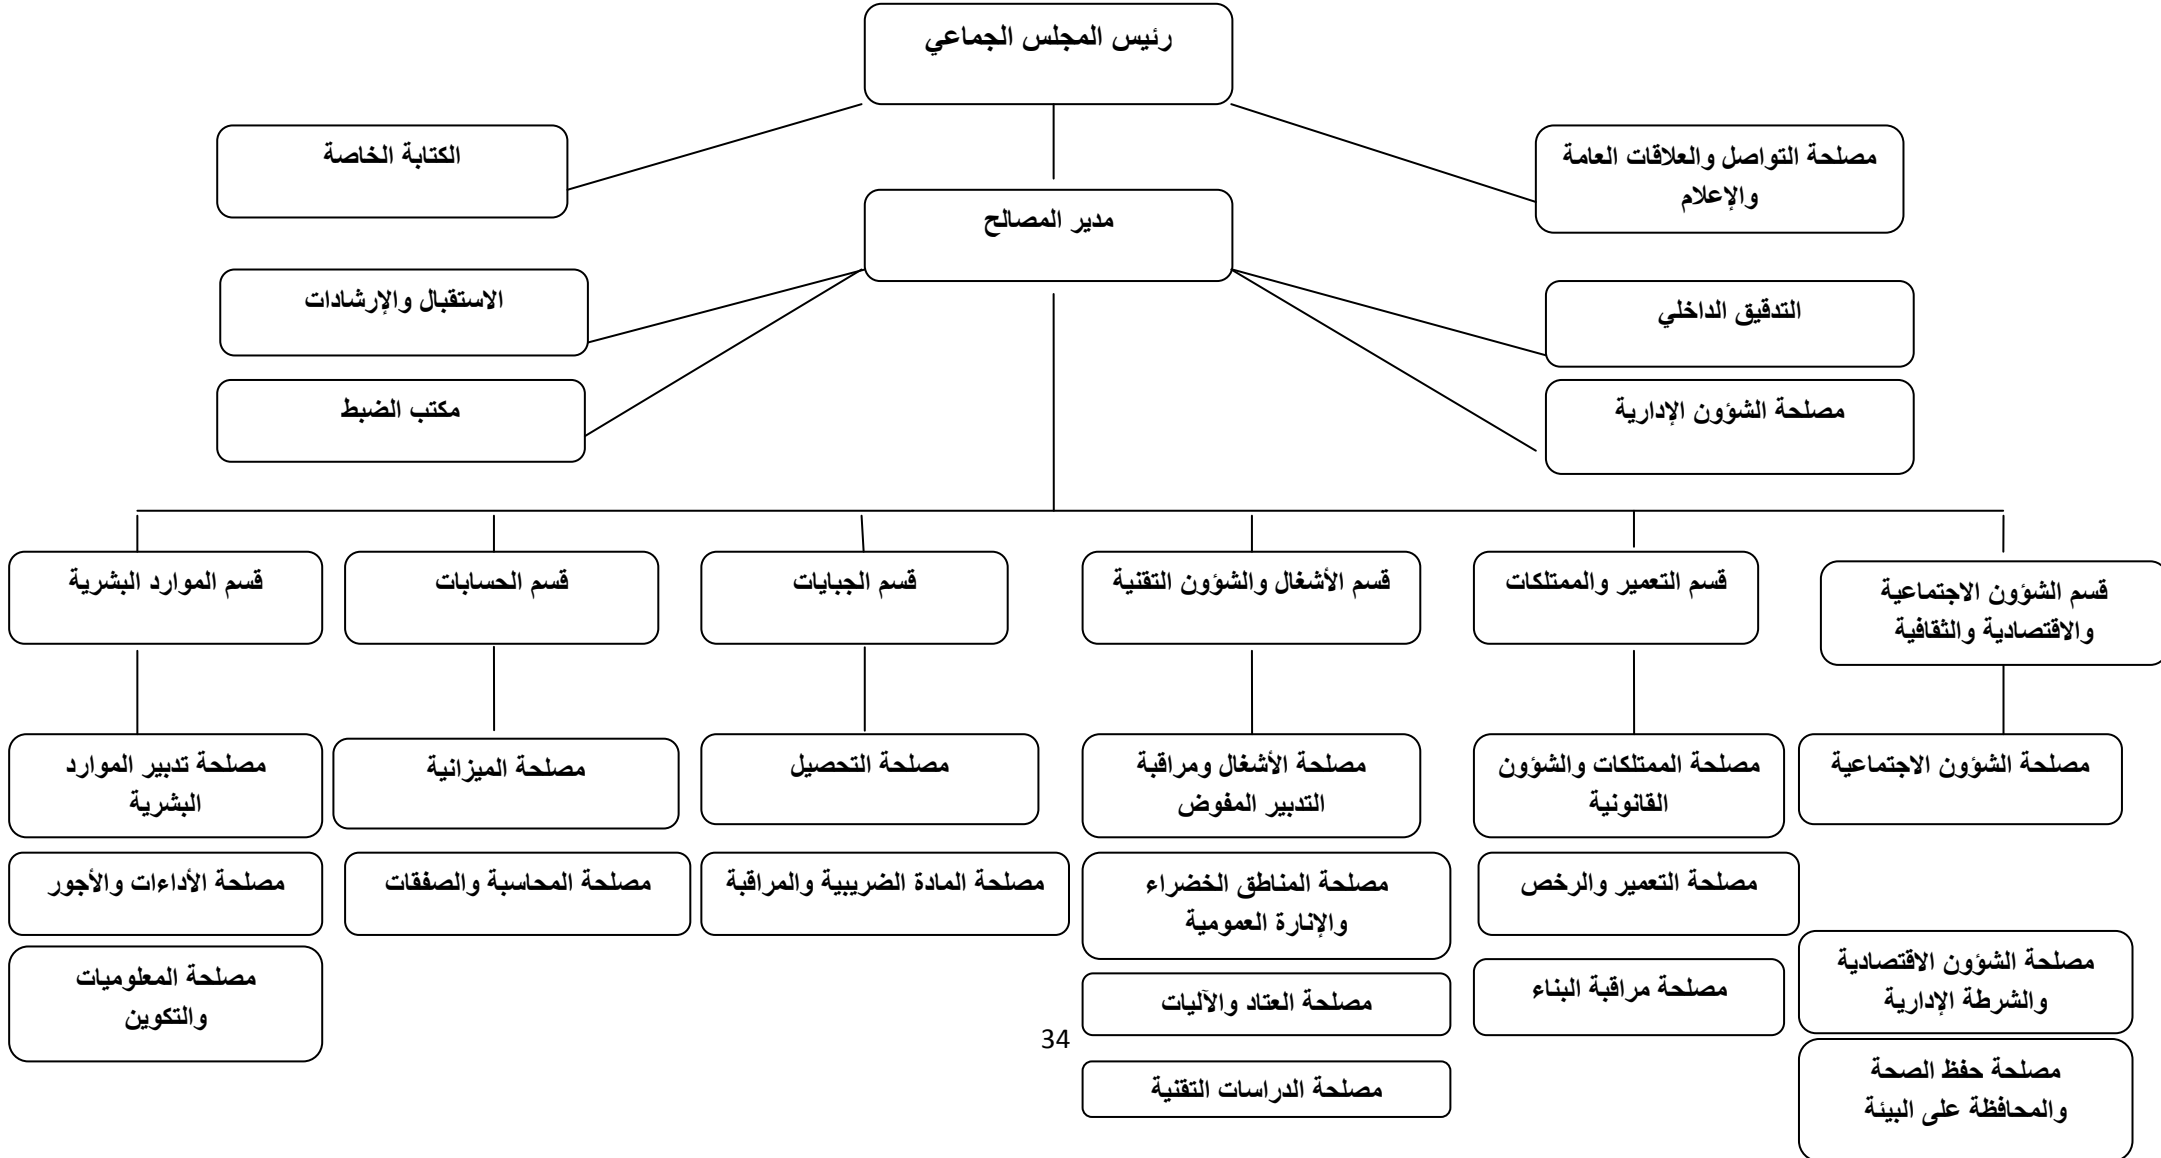 رئيس المجلس الجماعي
مصلحة التواصل والعلاقات العامة
والإعلام
الكتابة الخاصة
مدير المصالح
التدقيق الداخلي
الاستقبال والإرشادات
مصلحة الشؤون الإدارية
مكتب الضبط
قسم الشؤون الاجتماعية
والاقتصادية والثقافية
قسم التعمير والممتلكات
قسم الأشغال والشؤون التقنية
قسم الجبايات
قسم الحسابات
قسم الموارد البشرية
مصلحة الشؤون الاجتماعية
مصلحة الشؤون الاقتصادية
والشرطة الإدارية
مصلحة حفظ الصحة
والمحافظة على البيئة
مصلحة الممتلكات والشؤون
القانونية
مصلحة التعمير والرخص
مصلحة مراقبة البناء
مصلحة الأشغال ومراقبة
التدبير المفوض
مصلحة المناطق الخضراء
والإنارة العمومية
مصلحة العتاد والآليات
مصلحة الدراسات التقنية
مصلحة التحصيل
مصلحة المادة الضريبية والمراقبة
مصلحة الميزانية
مصلحة المحاسبة والصفقات
مصلحة تدبير الموارد
البشرية
مصلحة الأداءات والأجور
مصلحة المعلوميات
والتكوين
34